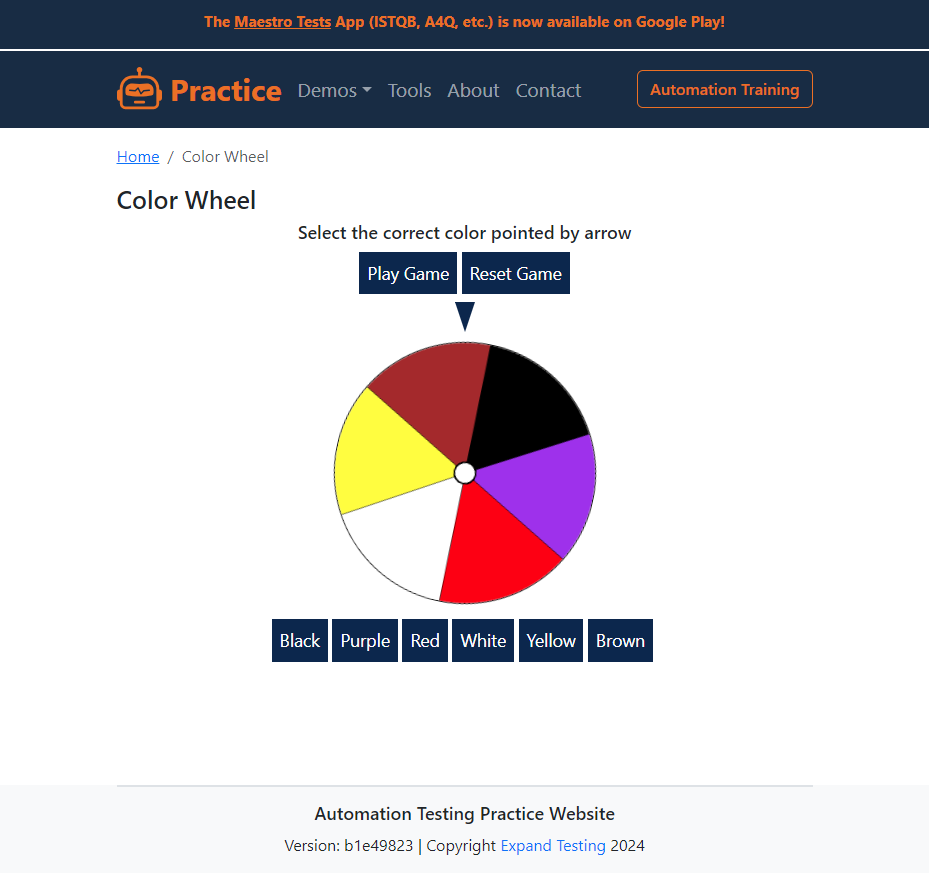 The Maestro Tests App (ISTQB, A4Q, etc.) is now available on Google Play!
Practice Demos Tools About Contact Automation Training
Home / Color Wheel
Color Wheel
Select the correct color pointed by arrow
Play Game Reset Game
Black Purple Red White Yellow Brown
Automation Testing Practice Website
Version: b1e49823 | Copyright Expand Testing 2024